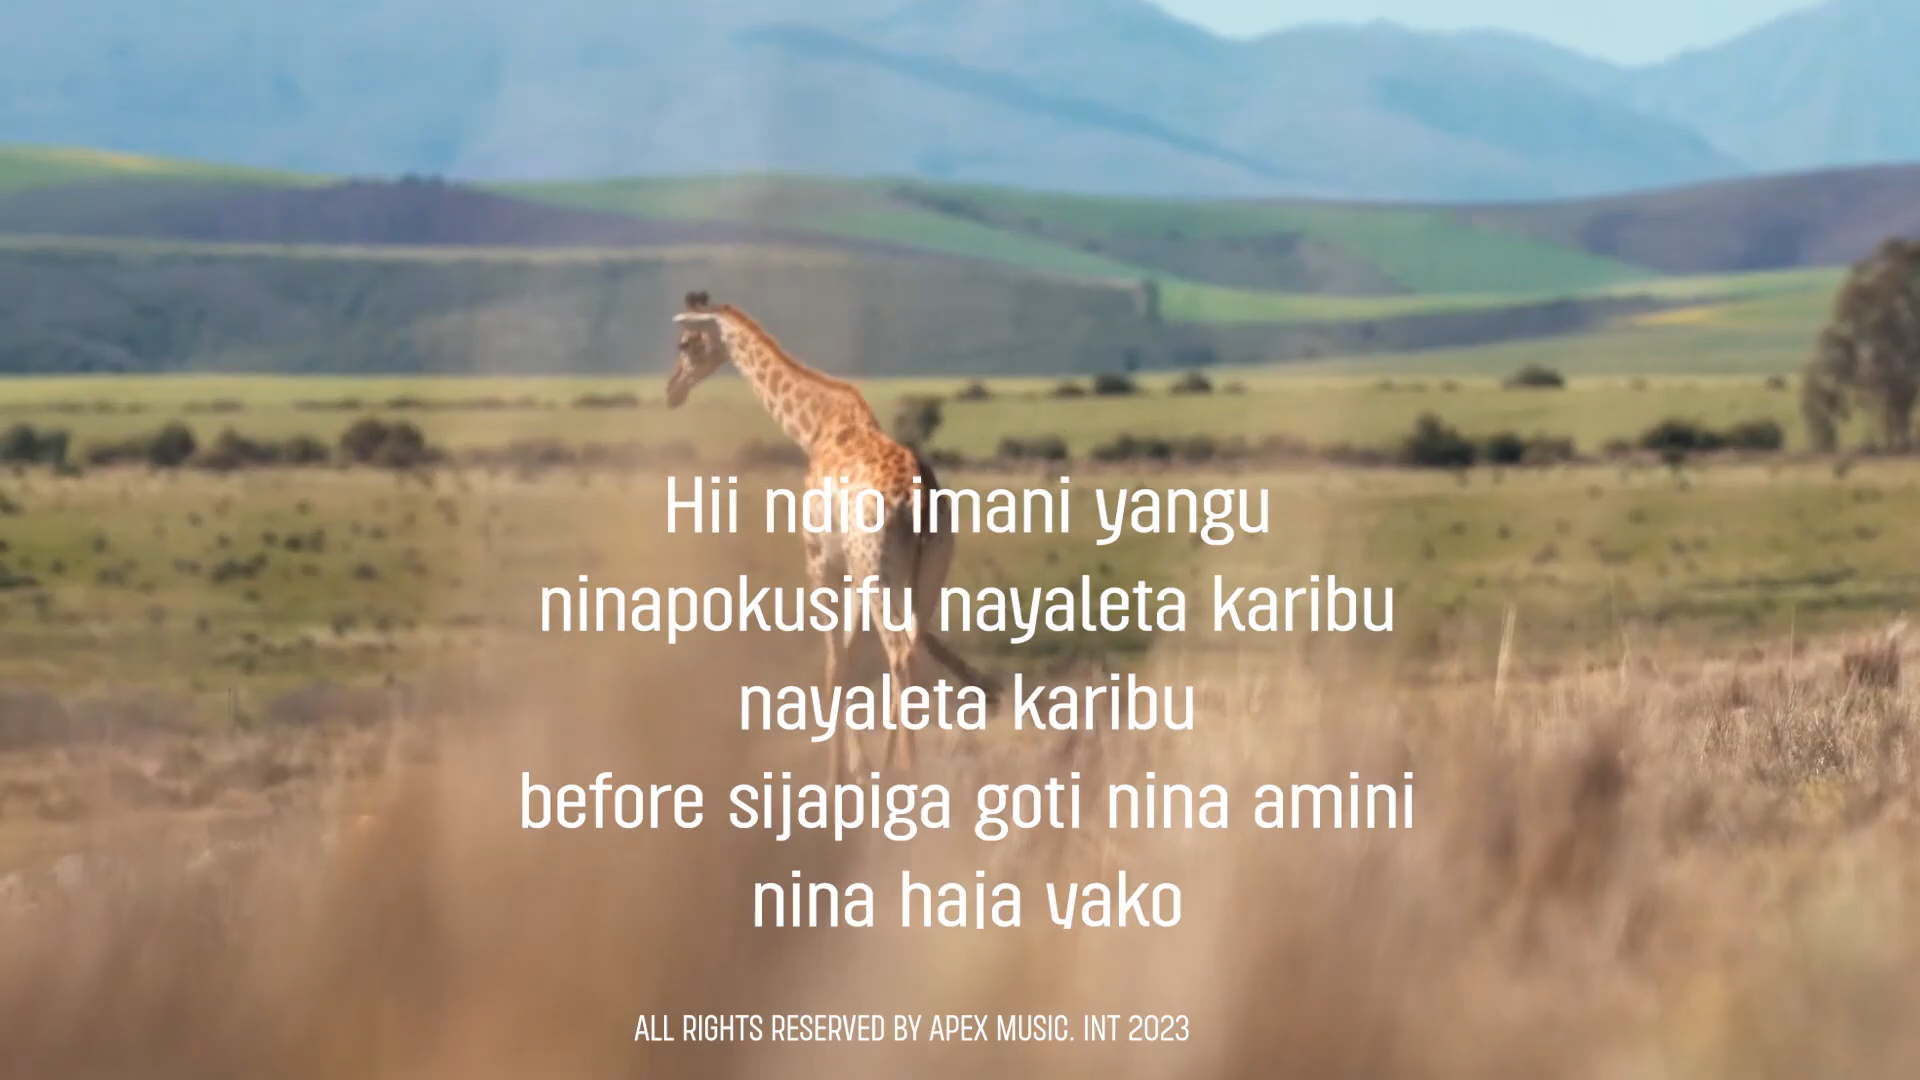 Hii ndio imani yangu
ninapokusifu nayaleta karibu
nayaleta karibu
before sijapiga goti nina amini
nina haja yako
ALL RIGHTS RESERVED BY APEX MUSIC. INT 2023